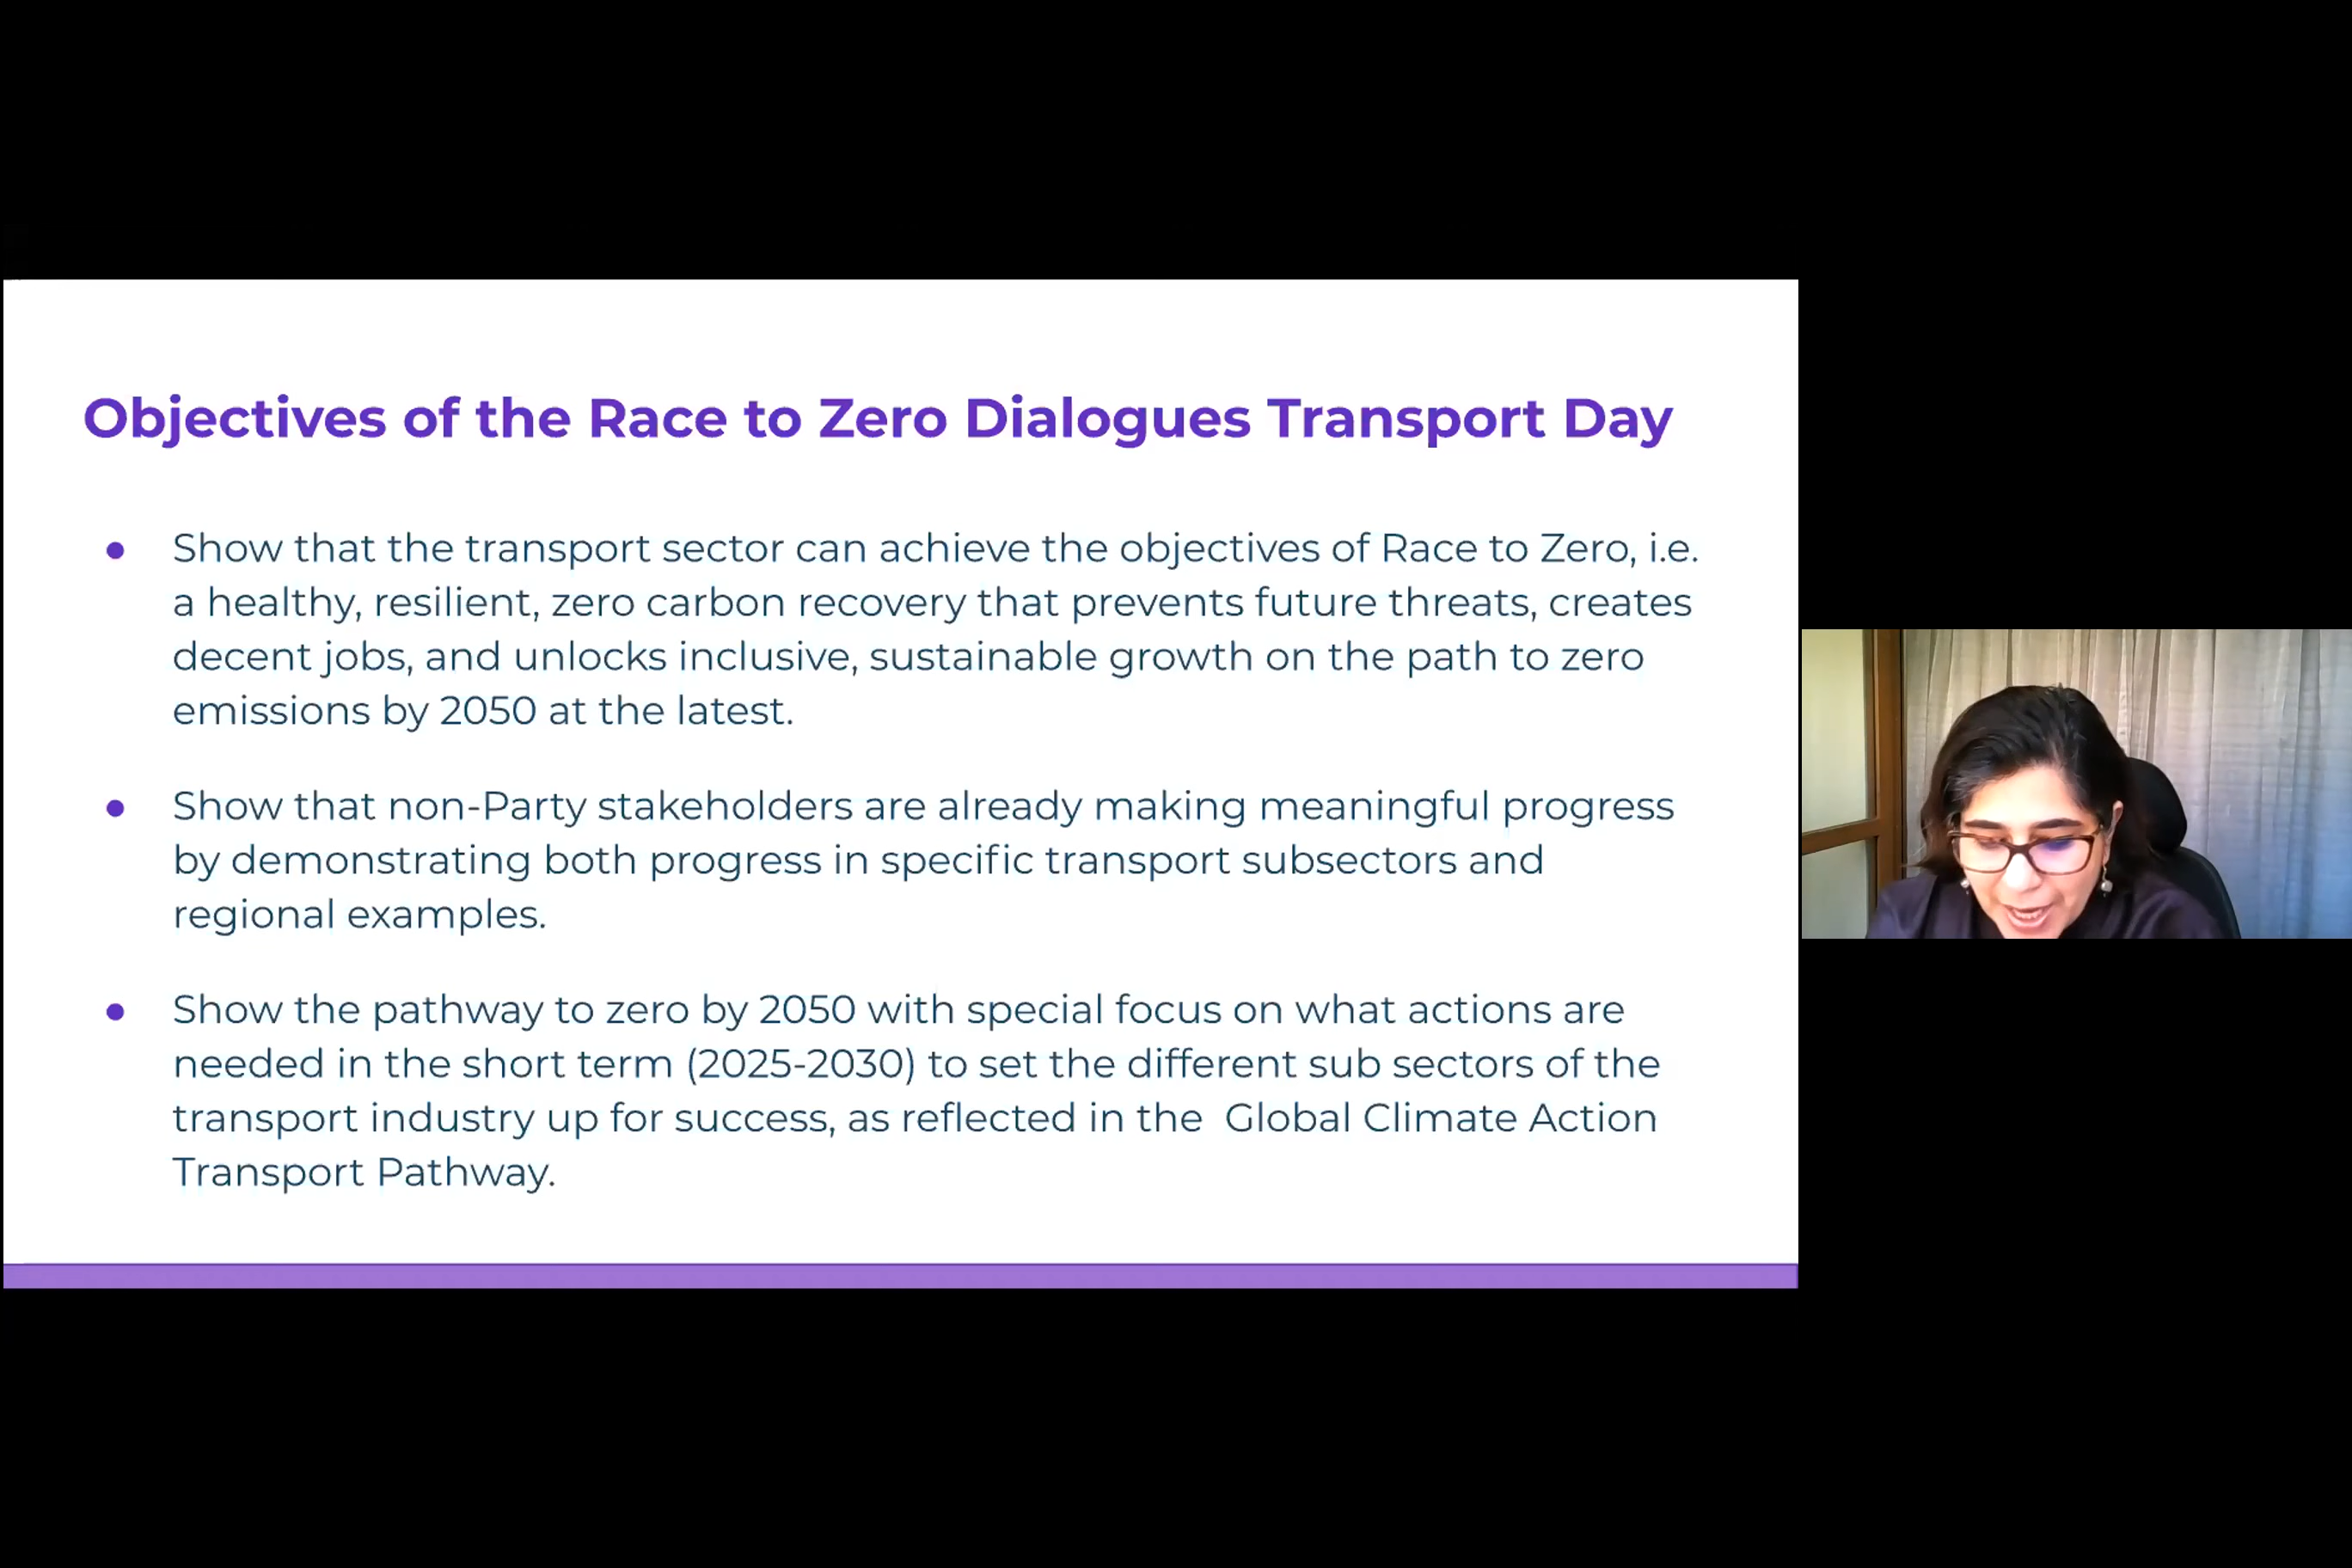 Objectives of the Race to Zero Dialogues Transport Day
● Show that the transport sector can achieve the objectives of Race to Zero, i.e.
a healthy, resilient, zero carbon recovery that prevents future threats, creates
decent jobs, and unlocks inclusive, sustainable growth on the path to zero
emissions by 2050 at the latest.
● Show that non-Party stakeholders are already making meaningful progress
by demonstrating both progress in specific transport subsectors and
regional examples.
● Show the pathway to zero by 2050 with special focus on what actions are
needed in the short term (2025-2030) to set the different sub sectors of the
transport industry up for success, as reflected in the  Global Climate Action
Transport Pathway.